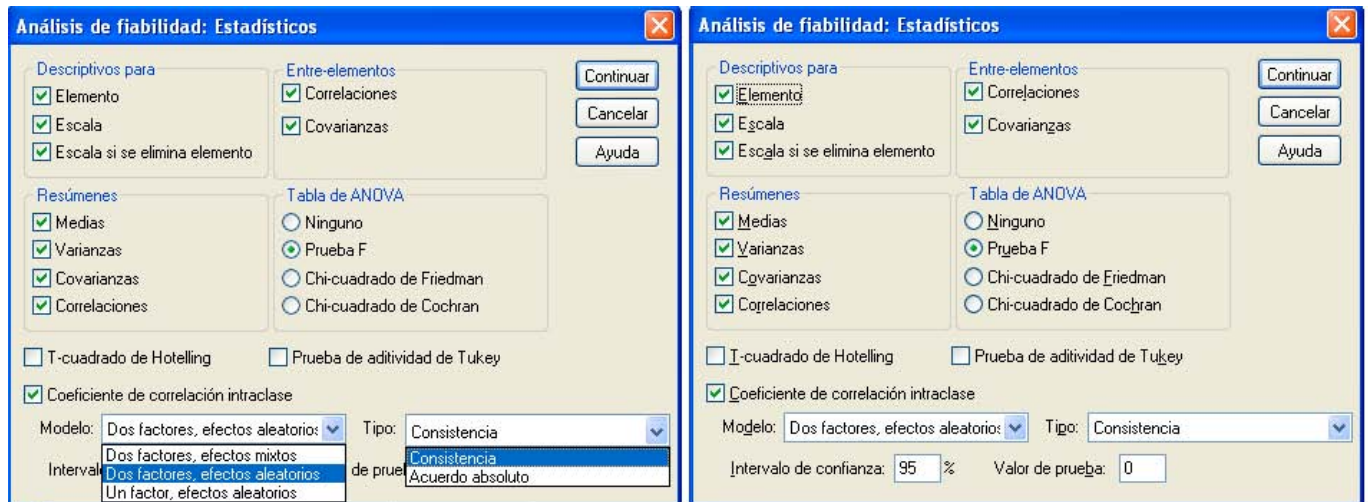 Análisis de fiabilidad: Estadísticos
Descriptivos para
Elemento
Escala
Escala si se elimina elemento
Entre-elementos
Correlaciones
Covarianzas
Continuar
Cancelar
Ayuda
Resúmenes
Medias
Varianzas
Covarianzas
Correlaciones
Tabla de ANOVA
Ninguno
Prueba F
Chi-cuadrado de Friedman
Chi-cuadrado de Cochran
T-cuadrado de Hotelling
Prueba de aditividad de Tukey
Coeficiente de correlación intraclase
Modelo: Dos factores, efectos aleatorios Tipo: Consistencia
Dos factores, efectos mixtos
Dos factores, efectos aleatorios
Un factor, efectos aleatorios
Interval de prue
Consistencia
Acuerdo absoluto
Análisis de fiabilidad: Estadísticos
Descriptivos para
Elemento
Escala
Escala si se elimina elemento
Entre-elementos
Correlaciones
Covarianzas
Continuar
Cancelar
Ayuda
Resúmenes
Medias
Varianzas
Covarianzas
Correlaciones
Tabla de ANOVA
Ninguno
Prueba F
Chi-cuadrado de Friedman
Chi-cuadrado de Cochran
T-cuadrado de Hotelling
Prueba de aditividad de Tukey
Coeficiente de correlación intraclase
Modelo: Dos factores, efectos aleatorios Tipo: Consistencia
Intervalo de confianza: 95 % Valor de prueba: 0